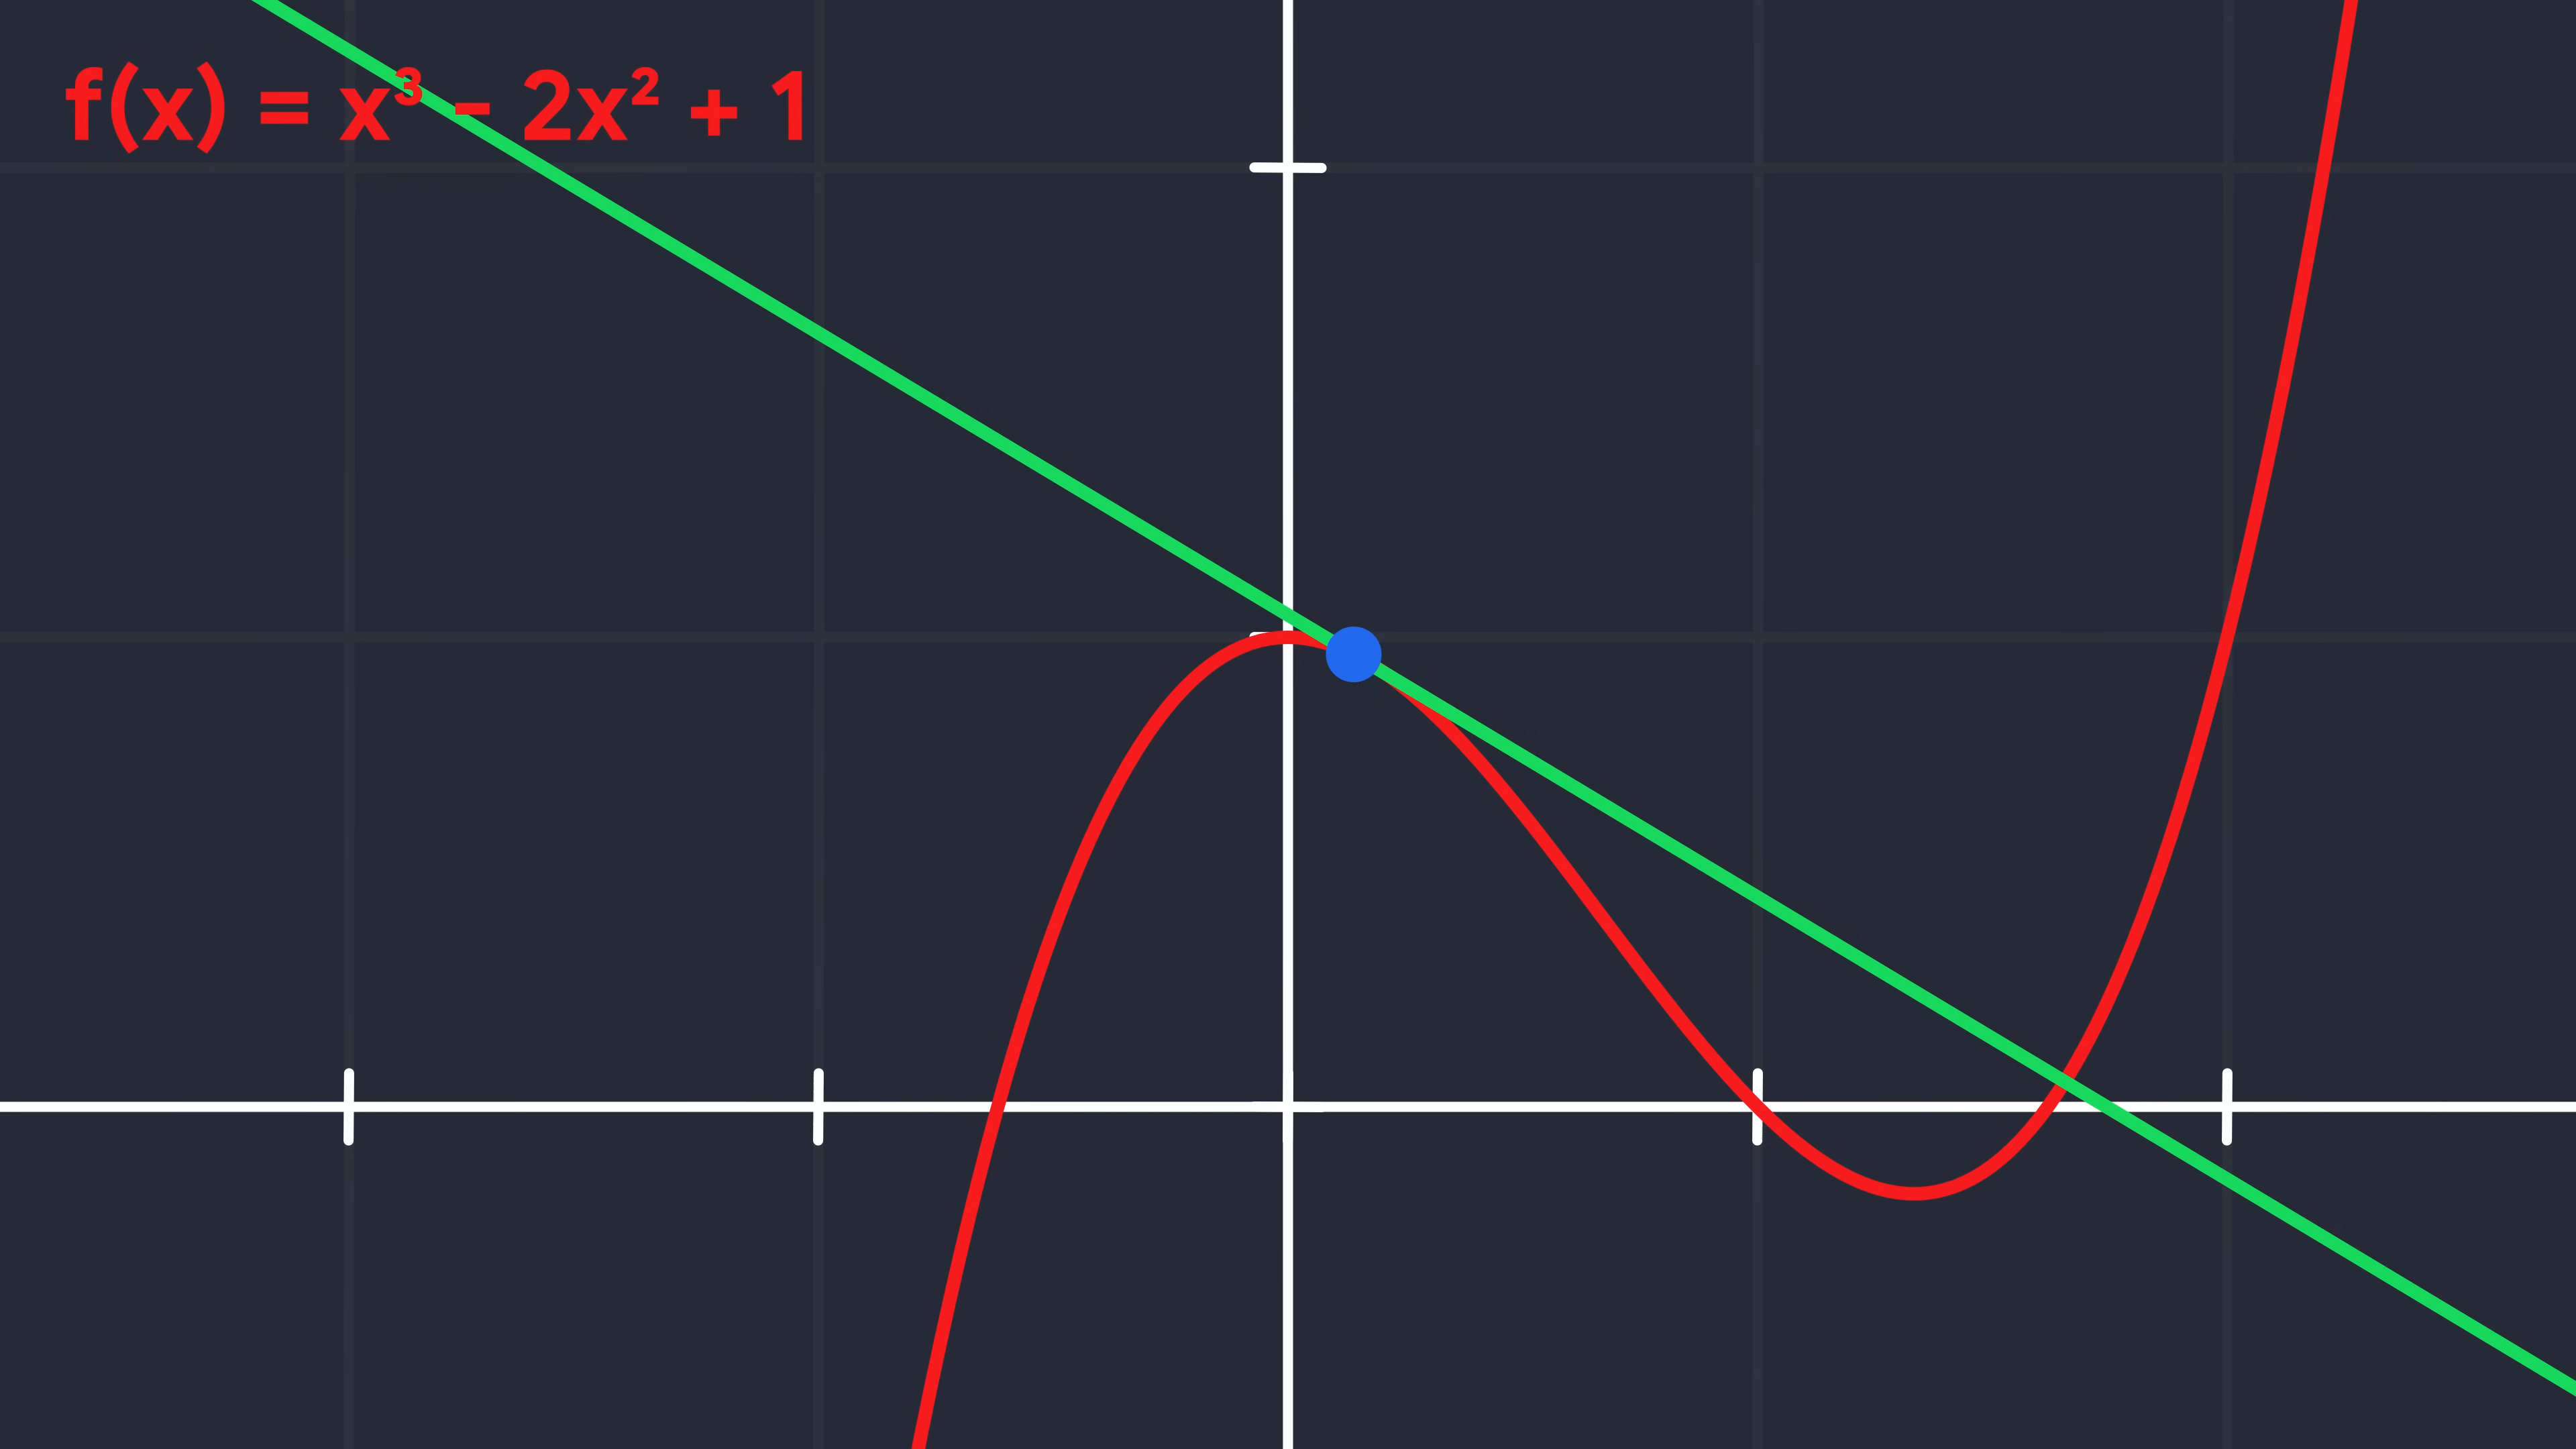 f(x) = x³ - 2x² + 1